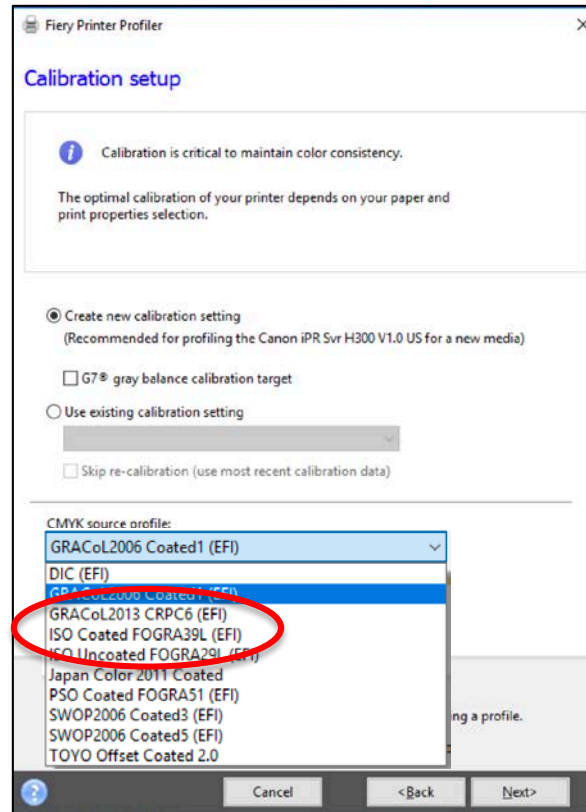 Fiery Printer Profiler
Calibration setup
Calibration is critical to maintain color consistency.
The optimal calibration of your printer depends on your paper and
print properties selection.
Create new calibration setting
(Recommended for profiling the Canon iPR Svr H300 V1.0 US for a new media)
G7® gray balance calibration target
Use existing calibration setting
Skip re-calibration (use most recent calibration data)
CMYK source profile:
GRACoL2006 Coated1 (EFI)
DIC (EFI)
GRACoL2006 Coated1 (EFI)
GRACoL2013 CRPC6 (EFI)
ISO Coated FOGRA39L (EFI)
ISO Uncoated FOGRA29L (EFI)
Japan Color 2011 Coated
PSO Coated FOGRA51 (EFI)
SWOP2006 Coated3 (EFI)
ing a profile.
SWOP2006 Coated5 (EFI)
TOYO Offset Coated 2.0
Cancel
<Back
Next>